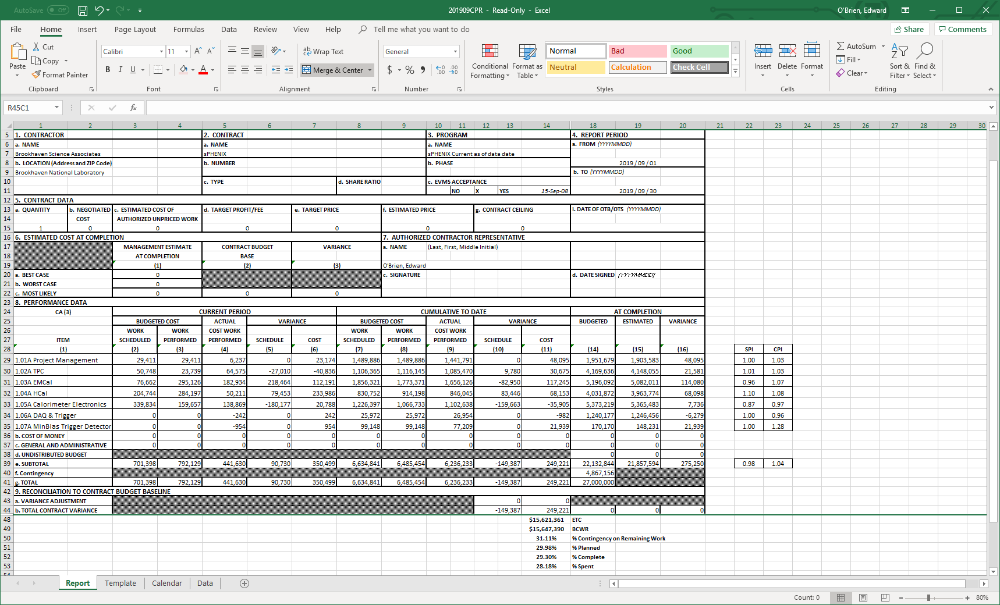 AutoSave Off 201909CPR - Read-Only - Excel O'Brien, Edward
File Home Insert Page Layout Formulas Data Review View Help Tell me what you want to do Share Comments
Cut Calibri 11 Wrap Text General Normal Bad Good AutoSum
Copy Conditional Format as Insert Delete Format Fill Sort & Find &
Paste Format Painter B I U A Merge & Center $ % Formatting Table Neutral Calculation Check Cell Clear Filter Select
Clipboard Font Alignment Number Styles Cells Editing
R45C1 fx
1 2 3 4 5 6 7 8 9 10 11 12 13 14 18 19 20 21 22 23 24 25 26 27 28 29 30
5 1. CONTRACTOR 2. CONTRACT 3. PROGRAM 4. REPORT PERIOD
6 a. NAME a. NAME a. NAME a. FROM (YYYYMMDD)
7 Brookhaven Science Associates sPHENIX sPHENIX Current as of data date
8 b. LOCATION (Address and ZIP Code) b. NUMBER b. PHASE 2019 / 09 / 01
9 Brookhaven National Laboratory b. TO (YYYYMMDD)
10 c. TYPE d. SHARE RATIO c. EVMS ACCEPTANCE
11 NO X YES 15-Sep-08 2019 / 09 / 30
12 5. CONTRACT DATA
13 a. QUANTITY b. NEGOTIATED c. ESTIMATED COST OF d. TARGET PROFIT/FEE e. TARGET PRICE f. ESTIMATED PRICE g. CONTRACT CEILING i. DATE OF OTB/OTS (YYYYMMDD)
14 COST AUTHORIZED UNPRICED WORK
15 1 0 0 0 0 0 0
16 6. ESTIMATED COST AT COMPLETION 7. AUTHORIZED CONTRACTOR REPRESENTATIVE
17 MANAGEMENT ESTIMATE CONTRACT BUDGET VARIANCE a. NAME (Last, First, Middle Initial)
18 AT COMPLETION BASE
19 (1) (2) (3) O'Brien, Edward
20 a. BEST CASE 0 c. SIGNATURE d. DATE SIGNED (YYYYMMDD)
21 b. WORST CASE 0
22 c. MOST LIKELY 0 0 0
23 8. PERFORMANCE DATA
24 CA (3) CURRENT PERIOD CUMULATIVE TO DATE AT COMPLETION
25 BUDGETED COST ACTUAL VARIANCE BUDGETED COST ACTUAL VARIANCE BUDGETED ESTIMATED VARIANCE
26 WORK WORK COST WORK WORK WORK COST WORK
27 ITEM SCHEDULED PERFORMED PERFORMED SCHEDULE COST SCHEDULED PERFORMED PERFORMED SCHEDULE COST
28 (1) (2) (3) (4) (5) (6) (7) (8) (9) (10) (11) (14) (15) (16) SPI CPI
29 1.01A Project Management 29,411 29,411 6,237 0 23,174 1,489,886 1,489,886 1,441,791 0 48,095 1,951,679 1,903,583 48,095 1.00 1.03
30 1.02A TPC 50,748 23,739 64,575 -27,010 -40,836 1,106,365 1,116,145 1,085,470 9,780 30,675 4,169,636 4,148,055 21,581 1.01 1.03
31 1.03A EMCal 76,662 295,126 182,934 218,464 112,191 1,856,321 1,773,371 1,656,126 -82,950 117,245 5,196,092 5,082,011 114,080 0.96 1.07
32 1.04A HCal 204,744 284,197 50,211 79,453 233,986 830,752 914,198 846,045 83,446 68,153 4,031,872 3,963,774 68,098 1.10 1.08
33 1.05A Calorimeter Electronics 339,834 159,657 138,869 -180,177 20,788 1,226,397 1,066,733 1,102,638 -159,663 -35,905 5,373,219 5,365,483 7,736 0.87 0.97
34 1.06A DAQ & Trigger 0 0 -242 0 242 25,972 25,972 26,954 0 -982 1,240,177 1,246,456 -6,279 1.00 0.96
35 1.07A MinBias Trigger Detector 0 0 -954 0 954 99,148 99,148 77,209 0 21,939 170,170 148,231 21,939 1.00 1.28
36 b. COST OF MONEY 0 0 0 0 0 0 0 0 0 0 0 0 0
37 c. GENERAL AND ADMINISTRATIVE 0 0 0 0 0 0 0 0 0 0 0 0 0
38 d. UNDISTRIBUTED BUDGET 0 0 0
39 e. SUBTOTAL 701,398 792,129 441,630 90,730 350,499 6,634,841 6,485,454 6,236,233 -149,387 249,221 22,132,844 21,857,594 275,250 0.98 1.04
40 f. Contingency 4,867,156
41 g. TOTAL 701,398 792,129 441,630 90,730 350,499 6,634,841 6,485,454 6,236,233 -149,387 249,221 27,000,000
42 9. RECONCILIATION TO CONTRACT BUDGET BASELINE
43 a. VARIANCE ADJUSTMENT 0 0
44 b. TOTAL CONTRACT VARIANCE -149,387 249,221 0 0 0
48 $15,621,361 ETC
49 $15,647,390 BCWR
50 31.11% % Contingency on Remaining Work
51 29.98% % Planned
52 29.30% % Complete
53 28.18% % Spent
54
Report Template Calendar Data
Count: 0 80%